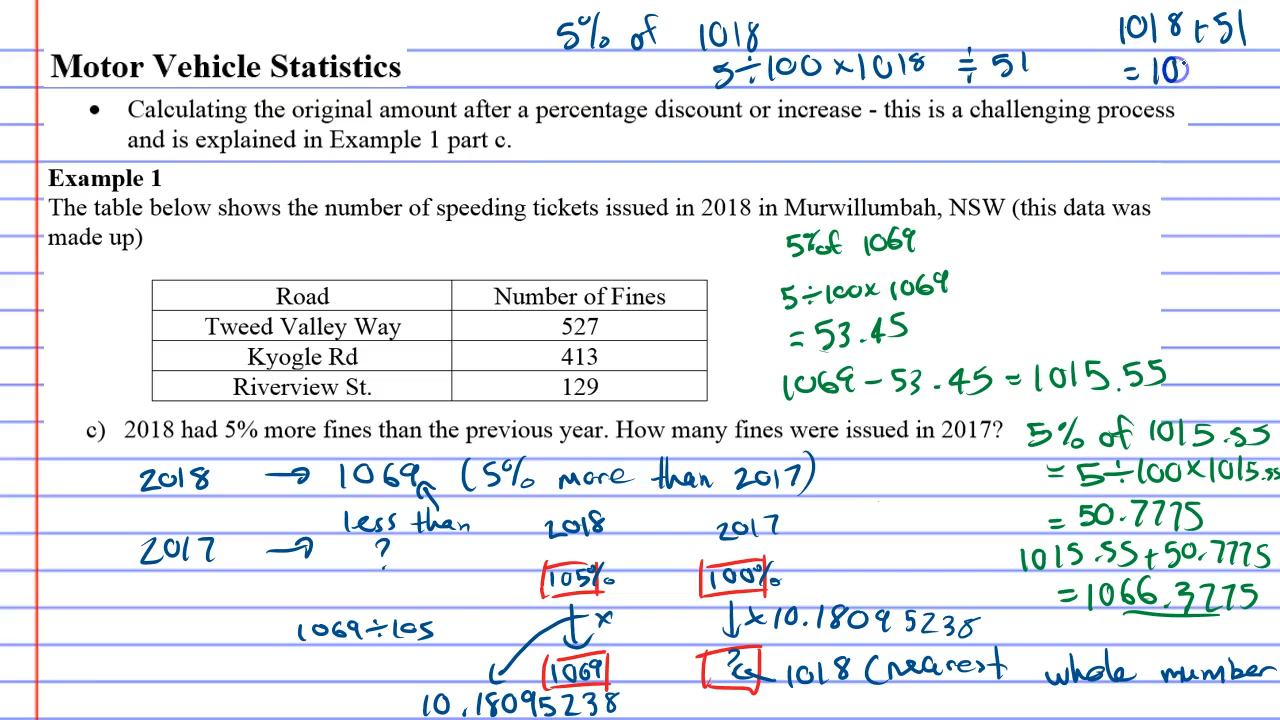 5% of 1018
5÷100×1018 ÷ 51
1018+51
=10
Motor Vehicle Statistics
• Calculating the original amount after a percentage discount or increase - this is a challenging process
and is explained in Example 1 part c.
Example 1
The table below shows the number of speeding tickets issued in 2018 in Murwillumbah, NSW (this data was
made up)
5% of 1069
5÷100×1069
= 53.45
1069 - 53.45 = 1015.55
Road Number of Fines
Tweed Valley Way 527
Kyogle Rd 413
Riverview St. 129
c) 2018 had 5% more fines than the previous year. How many fines were issued in 2017?
5% of 1015.55
= 5÷100×1015.55
= 50.7775
1015.55+50.7775
= 1066.3275
2018 → 1069 (5% more than 2017)
less than
2017 → ?
2018 2017
105% 100%
1069÷105
× ×10.18095238
1069 ? 1018 (nearest whole number
10.18095238